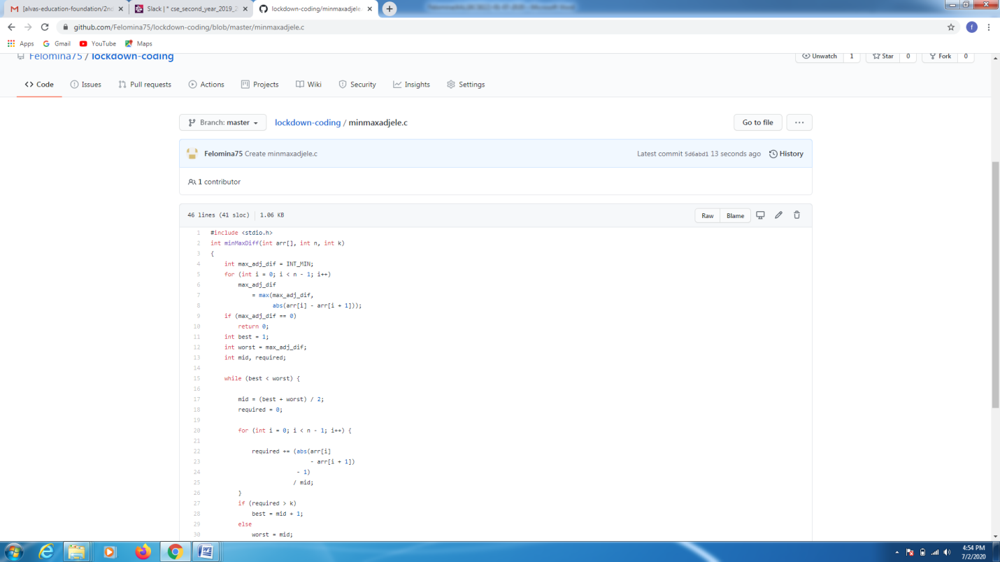 [alvas-education-foundation/2nd
Slack | * cse_second_year_2019_2
lockdown-coding/minmaxadjele.
github.com/Felomina75/lockdown-coding/blob/master/minmaxadjele.c
f
Apps
Gmail
YouTube
Maps
Felomina75 / lockdown-coding
Unwatch 1
Star 0
Fork 0
Code
Issues
Pull requests
Actions
Projects
Wiki
Security
Insights
Settings
Branch: master
lockdown-coding / minmaxadjele.c
Go to file
...
Felomina75 Create minmaxadjele.c
Latest commit 5d6abd1 13 seconds ago
History
1 contributor
46 lines (41 sloc) | 1.06 KB
Raw
Blame
1 #include <stdio.h>
2 int minMaxDiff(int arr[], int n, int k)
3 {
4     int max_adj_dif = INT_MIN;
5     for (int i = 0; i < n - 1; i++)
6         max_adj_dif
7             = max(max_adj_dif,
8                   abs(arr[i] - arr[i + 1]));
9     if (max_adj_dif == 0)
10         return 0;
11     int best = 1;
12     int worst = max_adj_dif;
13     int mid, required;
14
15     while (best < worst) {
16
17         mid = (best + worst) / 2;
18         required = 0;
19
20         for (int i = 0; i < n - 1; i++) {
21
22             required += (abs(arr[i]
23                              - arr[i + 1])
24                          - 1)
25                         / mid;
26         }
27         if (required > k)
28             best = mid + 1;
29         else
30             worst = mid;
4:54 PM
7/2/2020